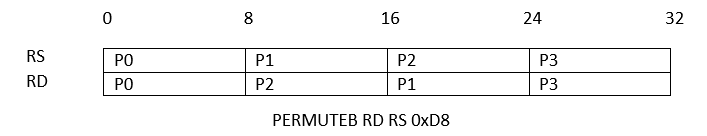 0 8 16 24 32
RS P0 P1 P2 P3
RD P0 P2 P1 P3
PERMUTEB RD RS 0xD8